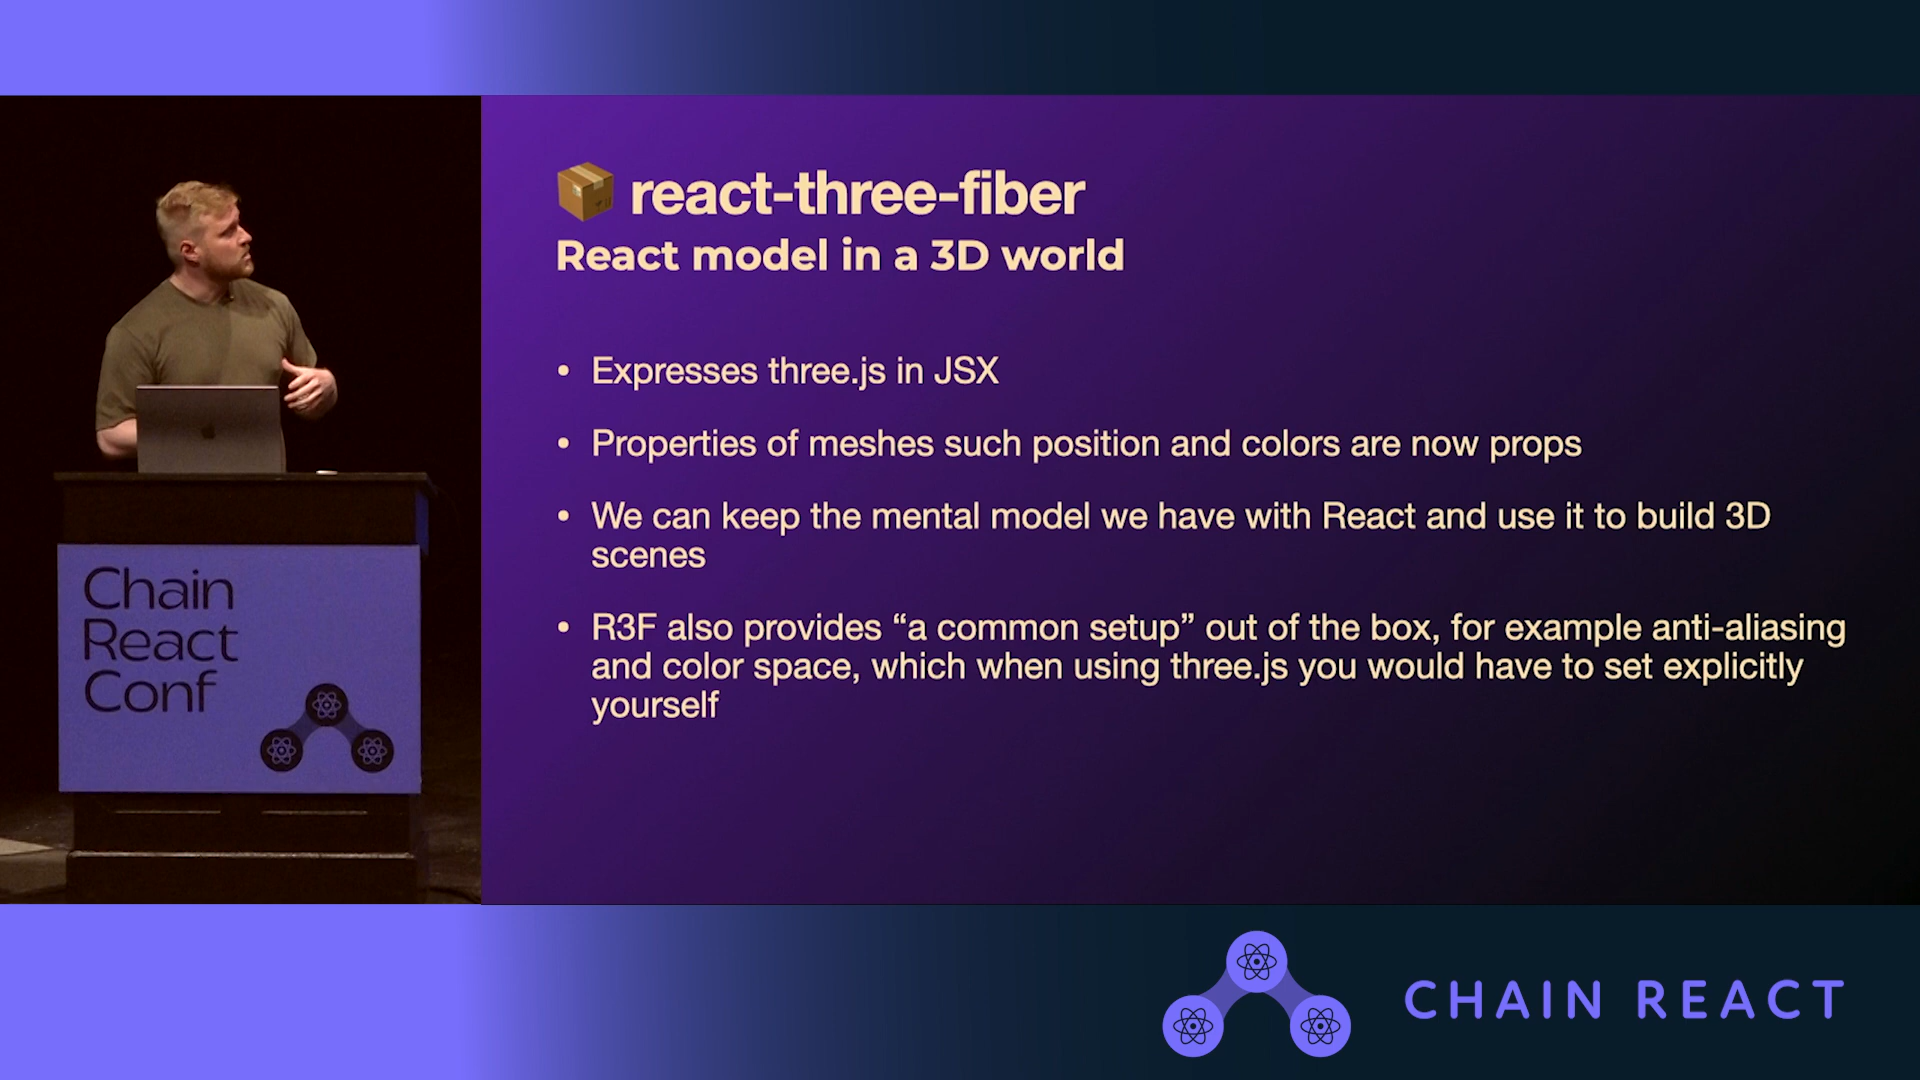 react-three-fiber
React model in a 3D world
• Expresses three.js in JSX
• Properties of meshes such position and colors are now props
• We can keep the mental model we have with React and use it to build 3D
scenes
• R3F also provides “a common setup” out of the box, for example anti-aliasing
and color space, which when using three.js you would have to set explicitly
yourself
Chain
React
Conf
CHAIN REACT